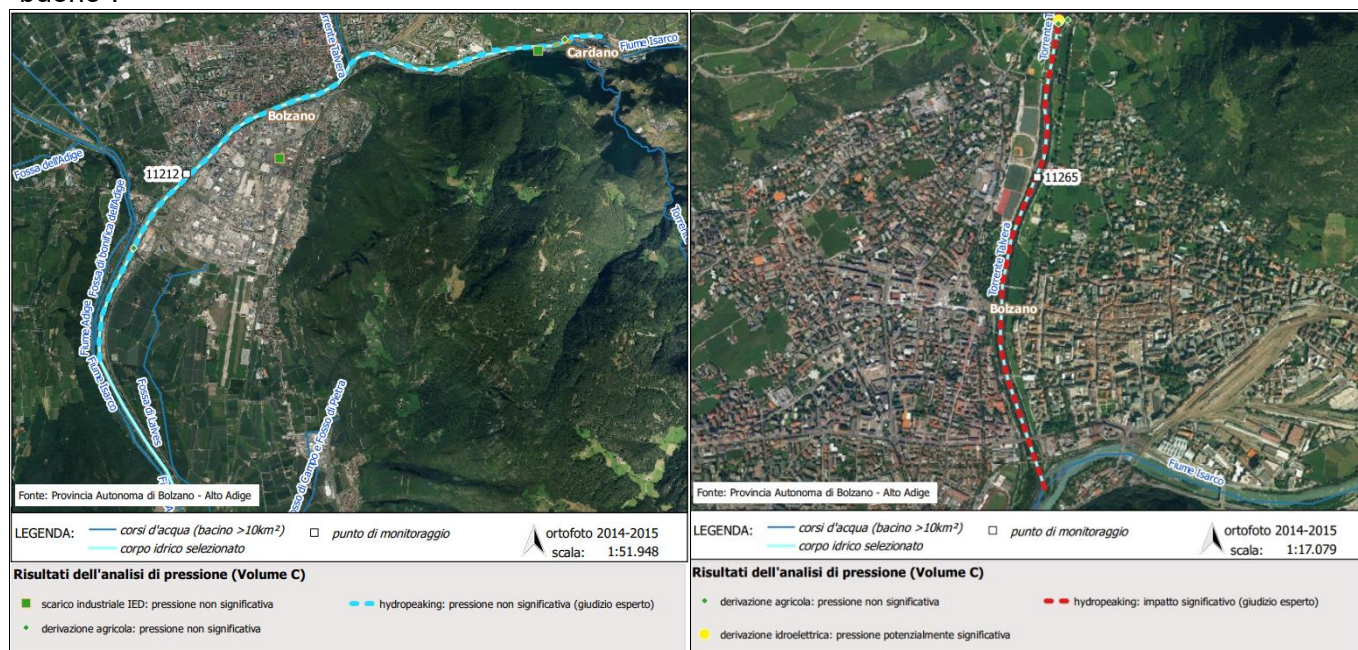 buono".
Torrente Talvera
Cardano
Fiume Isarco
Bolzano
11212
Fossa dell'Adige
Fossa di bonifica dell'Adige
Fiume Adige
Fiume Isarco
Fossa di Laives
Fosso di campo e Fosso di Pietra
Torrente
Fonte: Provincia Autonoma di Bolzano - Alto Adige
LEGENDA:
corsi d'acqua (bacino >10km²)
corpo idrico selezionato
punto di monitoraggio
ortofoto 2014-2015
scala: 1:51.948
Risultati dell'analisi di pressione (Volume C)
scarico industriale IED: pressione non significativa
hydropeaking: pressione non significativa (giudizio esperto)
derivazione agricola: pressione non significativa
Torrente T
11265
Torrente Talvera
Bolzano
Fiume Isarco
Fonte: Provincia Autonoma di Bolzano - Alto Adige
LEGENDA:
corsi d'acqua (bacino >10km²)
corpo idrico selezionato
punto di monitoraggio
ortofoto 2014-2015
scala: 1:17.079
Risultati dell'analisi di pressione (Volume C)
derivazione agricola: pressione non significativa
hydropeaking: impatto significativo (giudizio esperto)
derivazione idroelettrica: pressione potenzialmente significativa